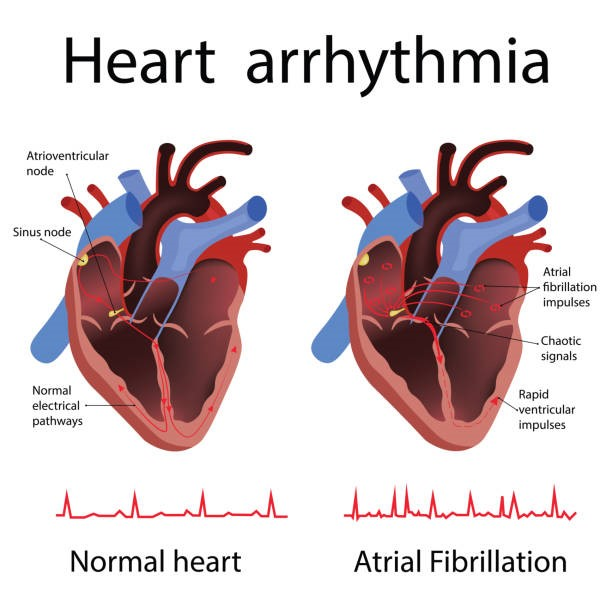 Heart arrhythmia
Atrioventricular
node
Sinus node
Normal
electrical
pathways
Atrial
fibrillation
impulses
Chaotic
signals
Rapid
ventricular
impulses
Normal heart
Atrial Fibrillation